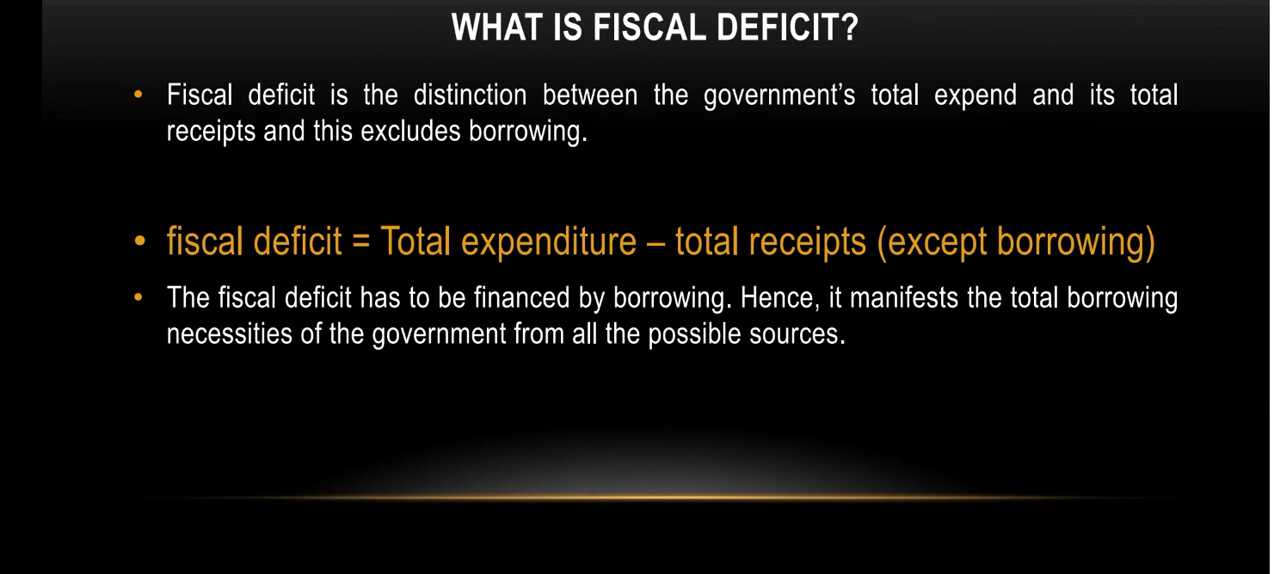 WHAT IS FISCAL DEFICIT?
• Fiscal deficit is the distinction between the government's total expend and its total
receipts and this excludes borrowing.
• fiscal deficit = Total expenditure – total receipts (except borrowing)
• The fiscal deficit has to be financed by borrowing. Hence, it manifests the total borrowing
necessities of the government from all the possible sources.